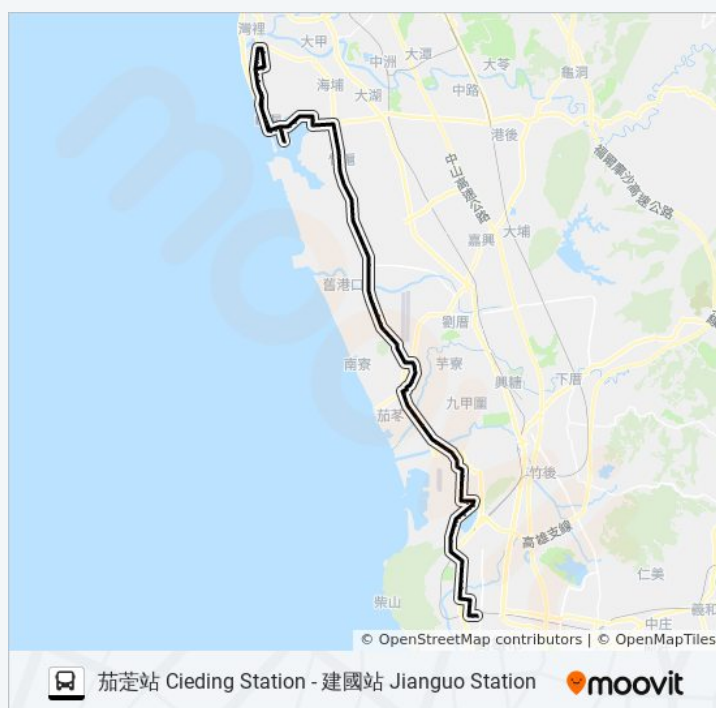 灣裡
大甲
中洲
大潭
大苓
龜洞
海埔
大湖
中路
港後
中山高速公路
福爾摩沙高速公路
大埔
嘉興
舊港口
劉厝
南寮
芋寮
興糖
下厝
九甲圍
茄苳
竹後
高雄支線
仁美
柴山
中庄
義和
© OpenStreetMap contributors | © OpenMapTiles
茄萣站 Cieding Station - 建國站 Jianguo Station
moovit